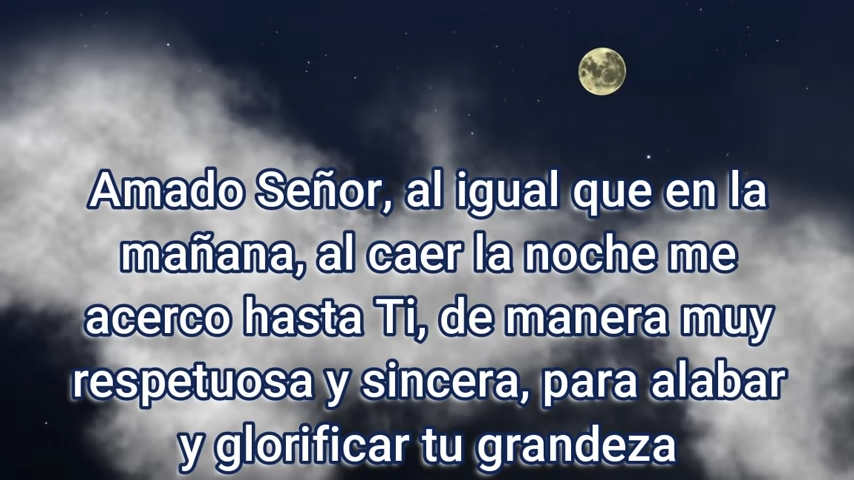 Amado Señor, al igual que en la
mañana, al caer la noche me
acerco hasta Ti, de manera muy
respetuosa y sincera, para alabar
y glorificar tu grandeza